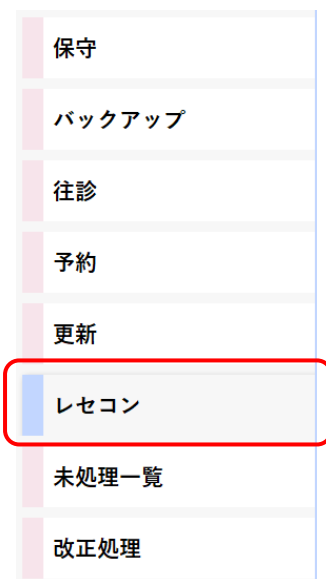 保守
バックアップ
往診
予約
更新
レセコン
未処理一覧
改正処理